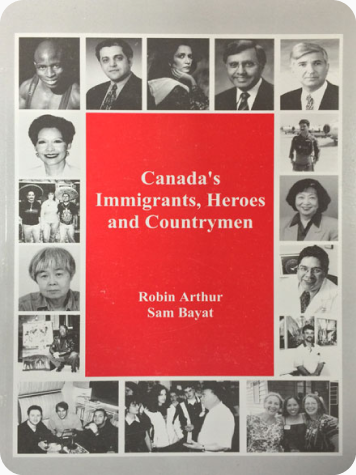 Canada's
Immigrants, Heroes
and Countrymen
Robin Arthur
Sam Bayat